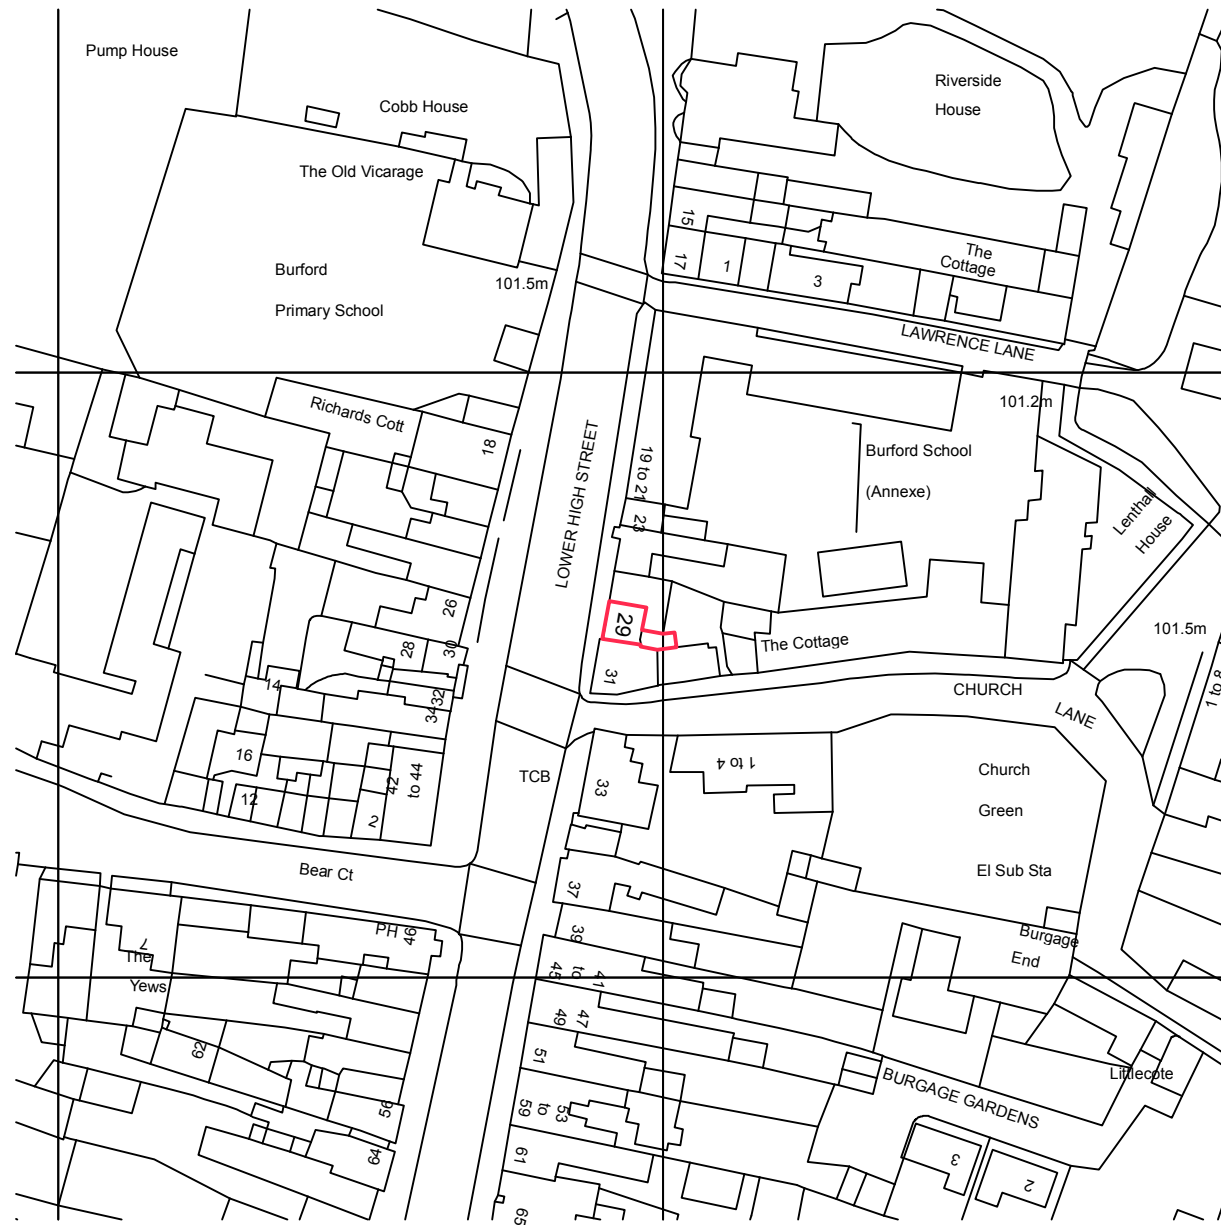 Pump House
Cobb House
The Old Vicarage
Riverside
House
Burford
Primary School
101.5m
15
17
1
3
The
Cottage
LAWRENCE LANE
101.2m
Richards Cott
18
LOWER HIGH STREET
19 to 21
23
Burford School
(Annexe)
Lenthall
House
26
28
30
29
31
The Cottage
101.5m
1 to 8
CHURCH
LANE
14
32
34
16
12
42
to 44
2
TCB
33
1 to 4
Church
Green
El Sub Sta
Bear Ct
37
39
to
45
41
PH
46
7
The
Yews
Burgage
End
47
49
51
62
56
64
53
to
59
61
65
BURGAGE GARDENS
Littlecote
3
2